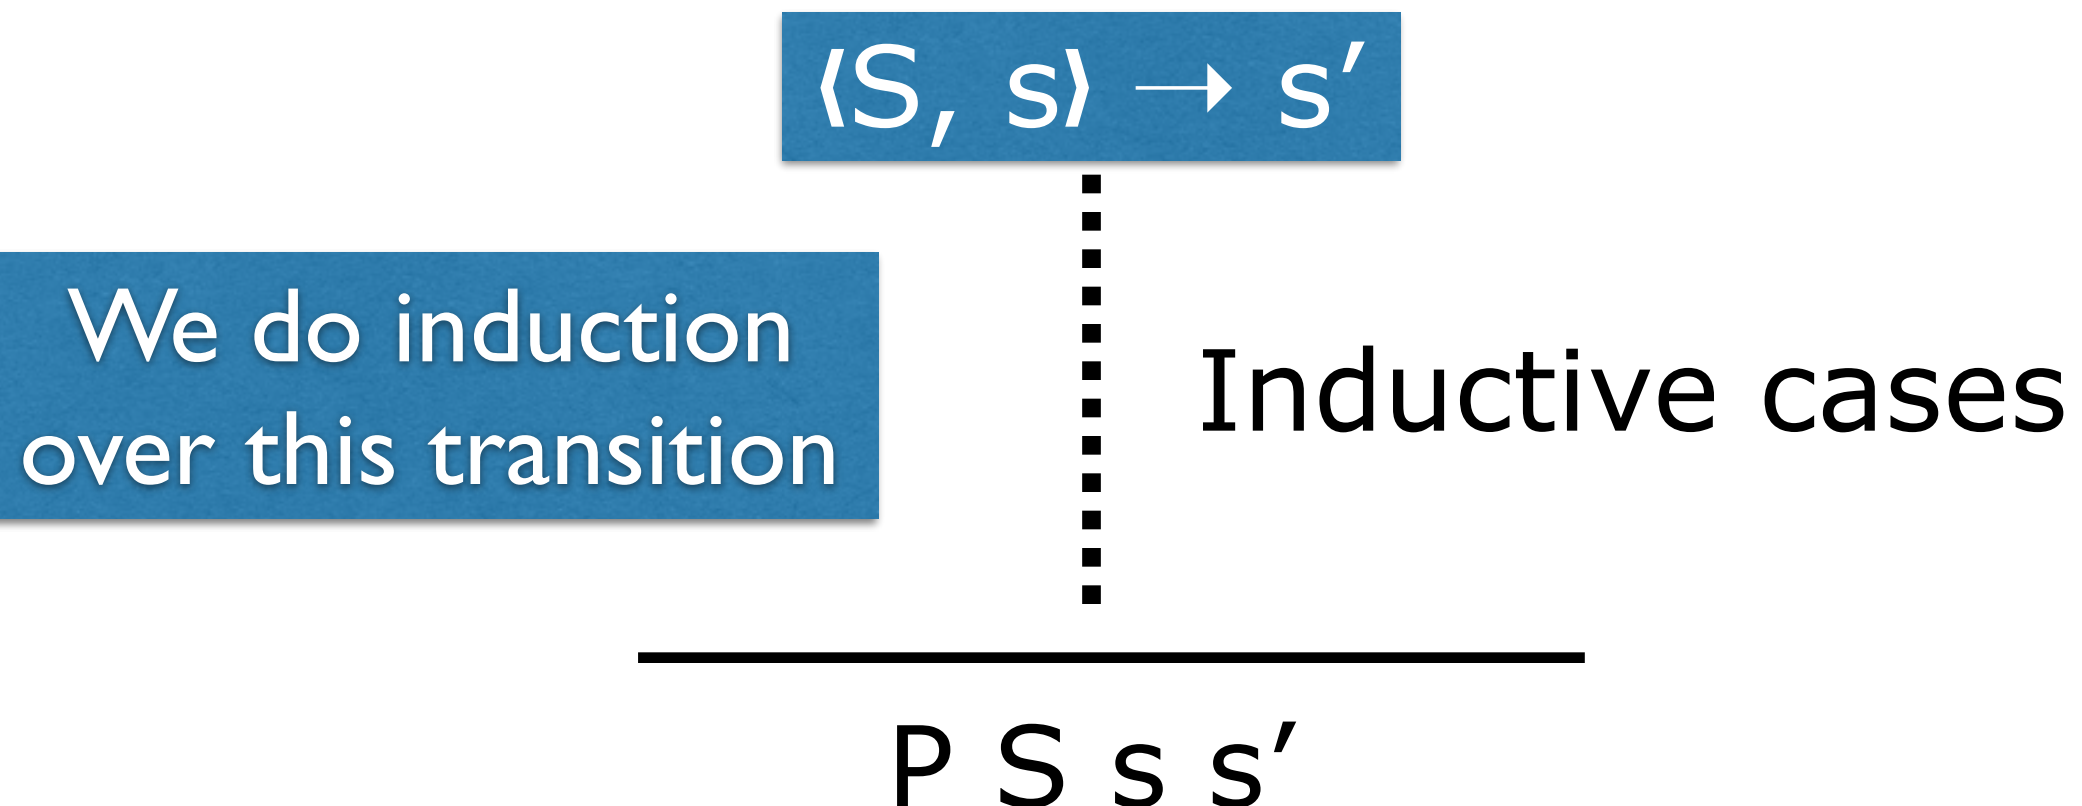 ⟨S, s⟩ → s′
We do induction
over this transition
Inductive cases
P S s s′